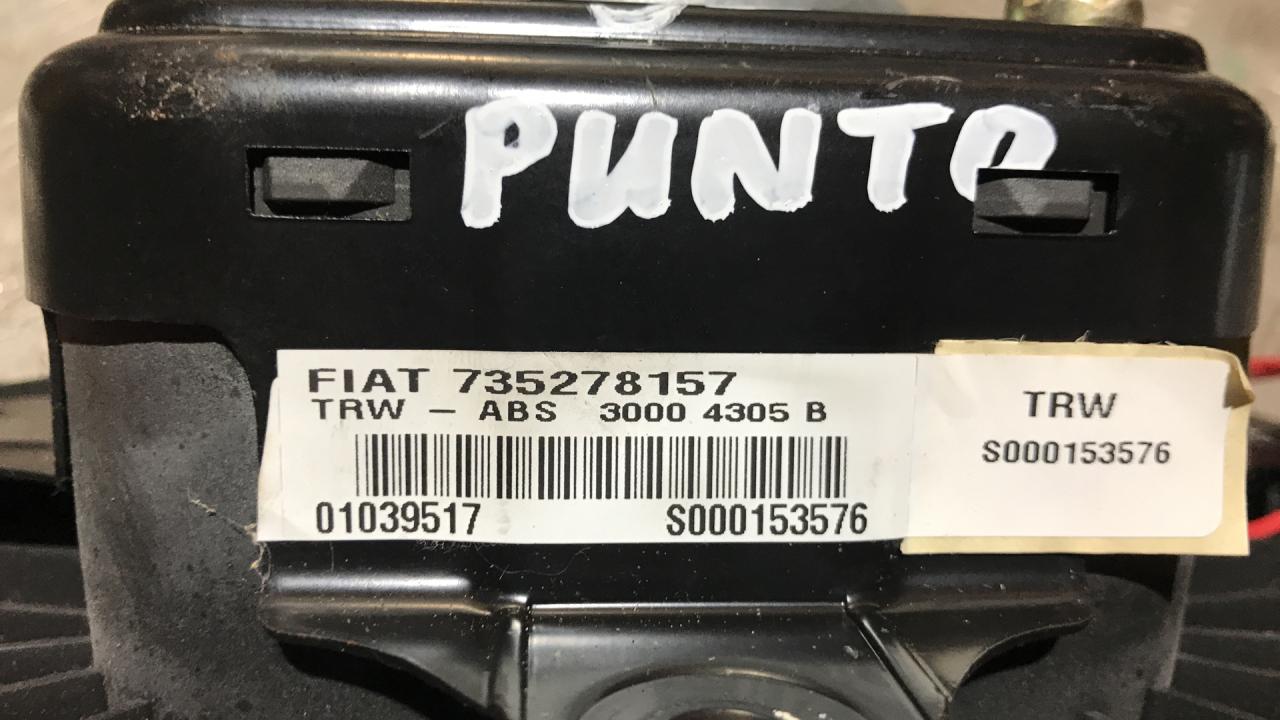 PUNTO
FIAT 735278157
TRW - ABS 3000 4305 B
01039517 S000153576
TRW
S000153576